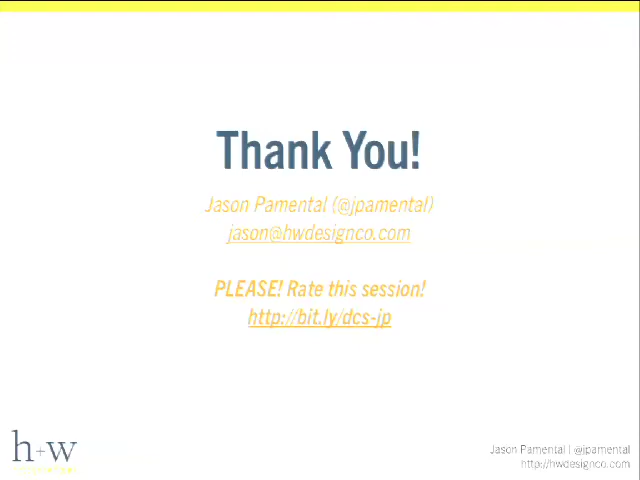 Thank You!
Jason Pamental (@jpamental)
jason@hwdesignco.com
PLEASE! Rate this session!
http://bit.ly/dcs-jp
h+w
Jason Pamental | @jpamental
http://hwdesignco.com